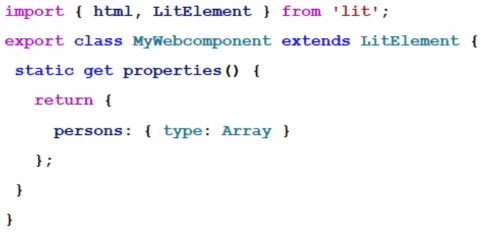 import { html, LitElement } from 'lit';
export class MyWebcomponent extends LitElement {
static get properties() {
return {
persons: { type: Array }
};
}
}